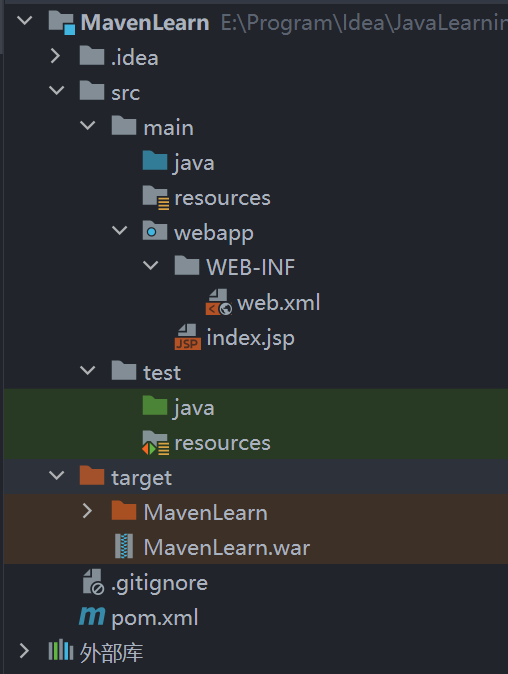 MavenLearn E:\Program\Idea\JavaLearnin
.idea
src
main
java
resources
webapp
WEB-INF
web.xml
JSP index.jsp
test
java
resources
target
MavenLearn
MavenLearn.war
.gitignore
m pom.xml
外部库